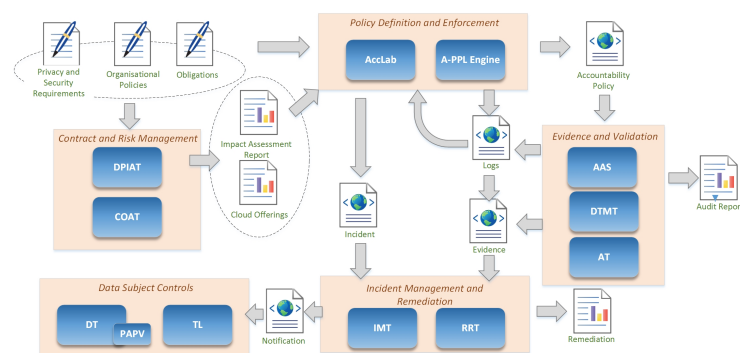 Policy Definition and Enforcement
AccLab
A-PPL Engine
Privacy and
Security
Requirements
Organisational
Policies
Obligations
Accountability
Policy
Contract and Risk Management
DPIAT
COAT
Impact Assessment
Report
Cloud Offerings
Logs
Evidence and Validation
AAS
DTMT
AT
Audit Repor
Incident
Evidence
Data Subject Controls
DT
PAPV
TL
Notification
Incident Management and
Remediation
IMT
RRT
Remediation